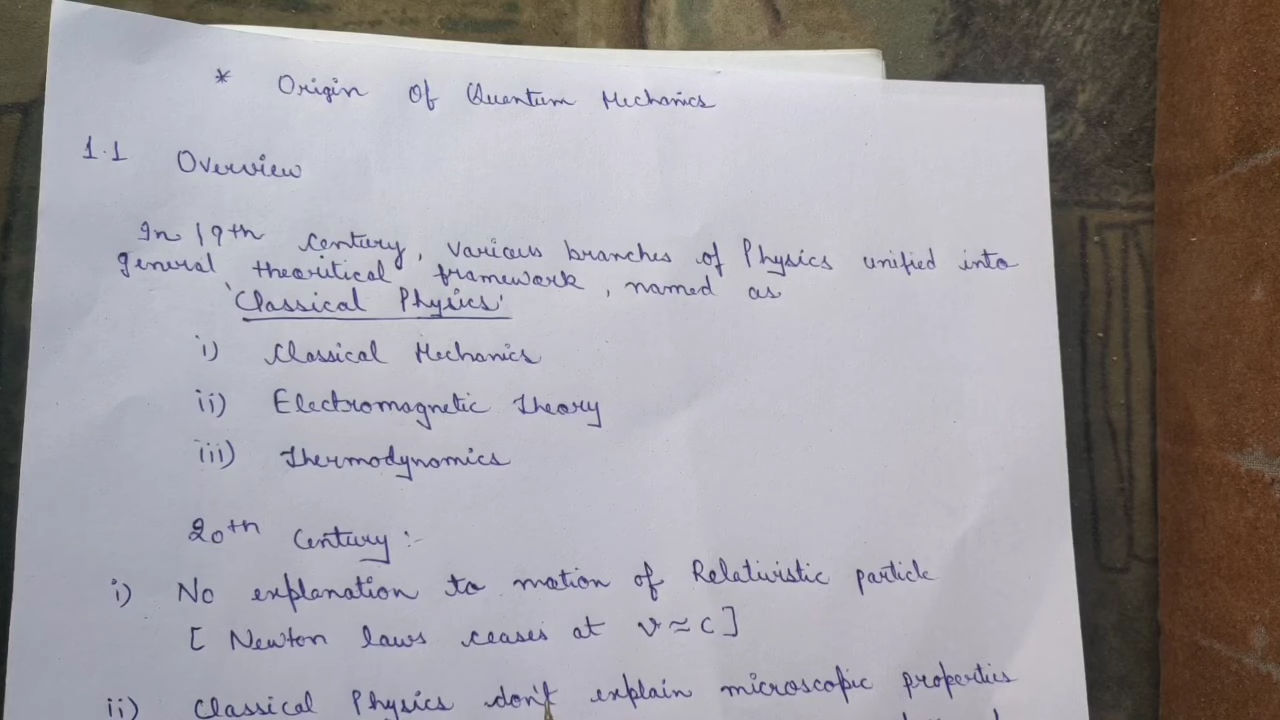 * Origin Of Quantum Mechanics
1.1 Overview
In 19th Century, various branches of Physics unified into
general theoritical framework, named as
'Classical Physics'
i) Classical Mechanics
ii) Electromagnetic Theory
iii) Thermodynamics
20th Century :-
i) No explanation to motion of Relativistic particle
[ Newton laws ceases at v ≈ c ]
ii) Classical Physics don't explain microscopic properties